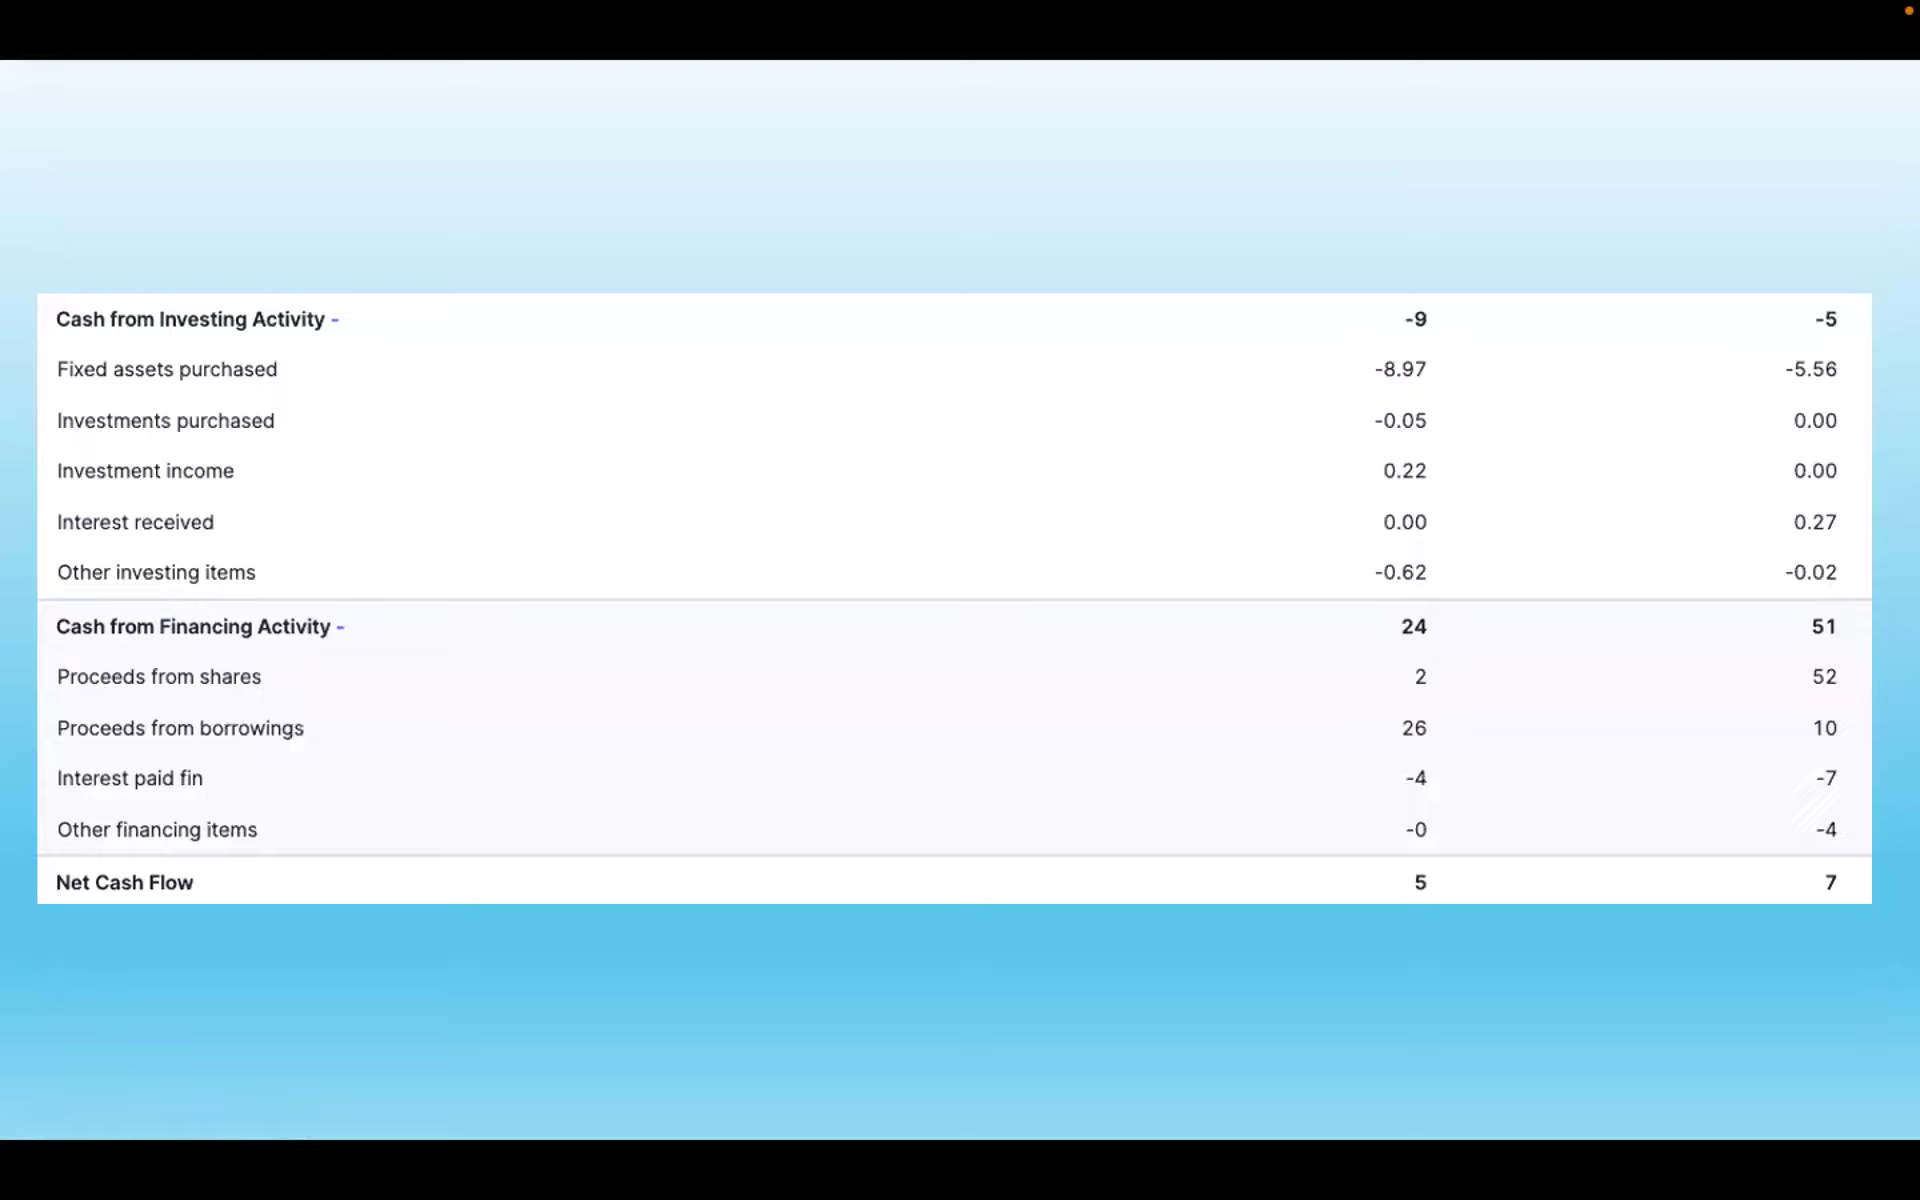 Cash from Investing Activity - -9 -5
Fixed assets purchased -8.97 -5.56
Investments purchased -0.05 0.00
Investment income 0.22 0.00
Interest received 0.00 0.27
Other investing items -0.62 -0.02
Cash from Financing Activity - 24 51
Proceeds from shares 2 52
Proceeds from borrowings 26 10
Interest paid fin -4 -7
Other financing items -0 -4
Net Cash Flow 5 7